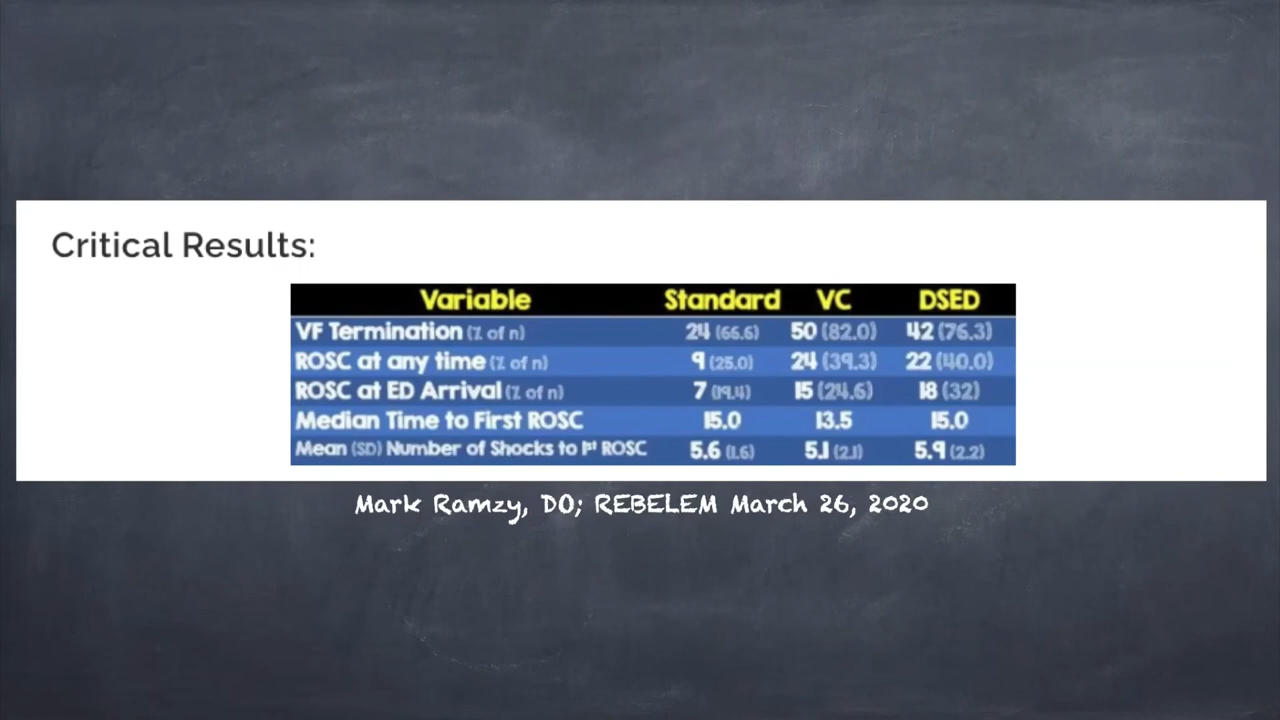 Critical Results:
Variable Standard VC DSED
VF Termination (% of n) 24 (66.6) 50 (82.0) 42 (76.3)
ROSC at any time (% of n) 9 (25.0) 24 (39.3) 22 (40.0)
ROSC at ED Arrival (% of n) 7 (19.4) 15 (24.6) 18 (32)
Median Time to First ROSC 15.0 13.5 15.0
Mean (SD) Number of Shocks to 1st ROSC 5.6 (1.6) 5.1 (2.1) 5.9 (2.2)
Mark Ramzy, DO; REBELEM March 26, 2020